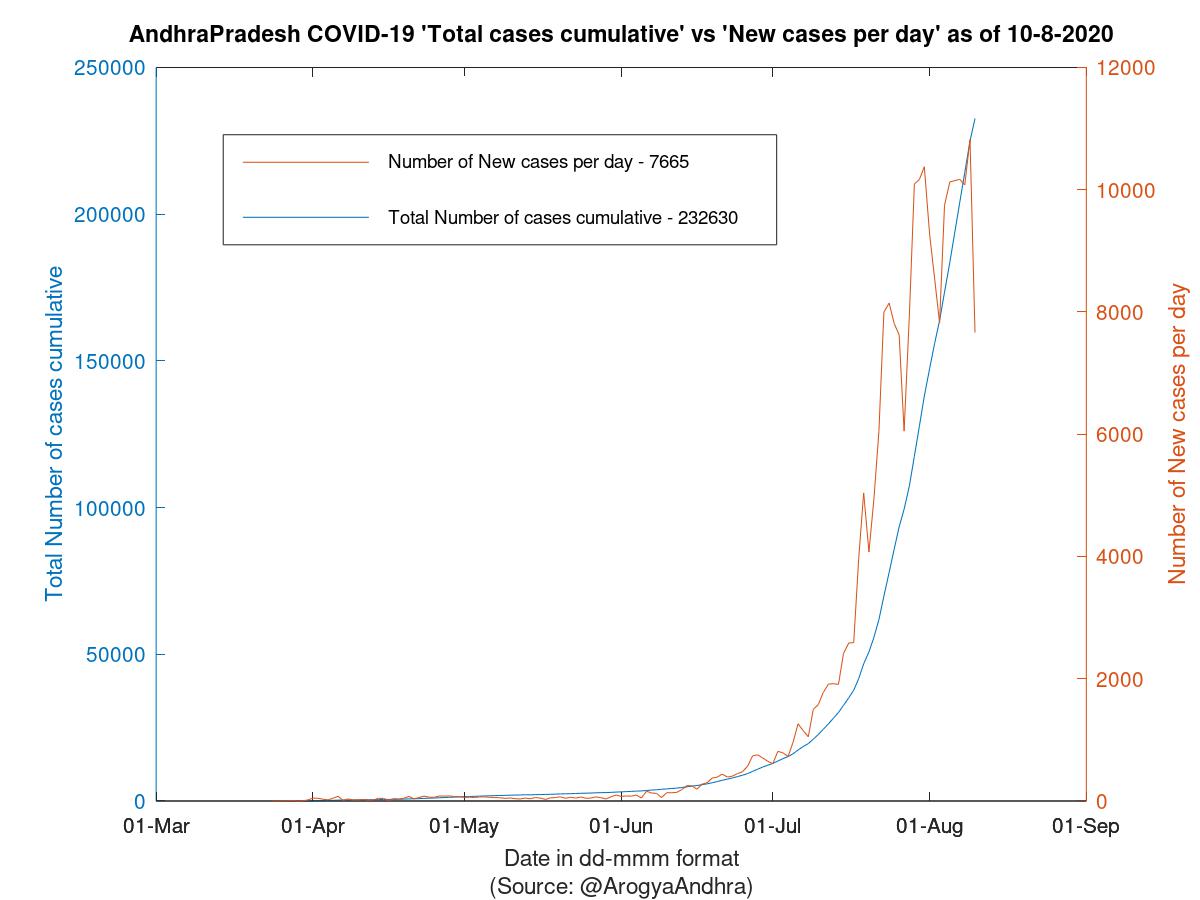 AndhraPradesh COVID-19 'Total cases cumulative' vs 'New cases per day' as of 10-8-2020
250000
200000
150000
100000
50000
0
Total Number of cases cumulative
Number of New cases per day - 7665
Total Number of cases cumulative - 232630
12000
10000
8000
6000
4000
2000
0
Number of New cases per day
01-Mar 01-Apr 01-May 01-Jun 01-Jul 01-Aug 01-Sep
Date in dd-mmm format
(Source: @ArogyaAndhra)